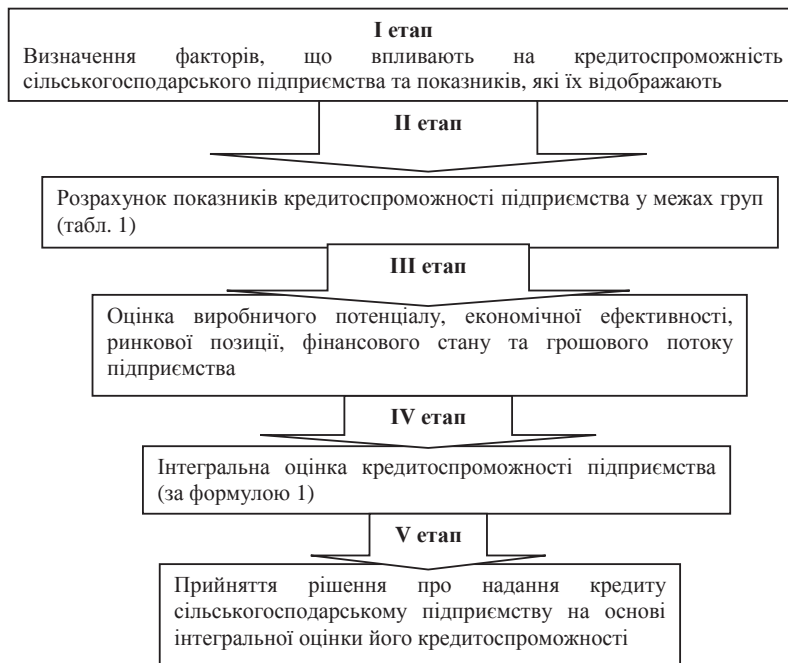 I етап
Визначення факторів, що впливають на кредитоспроможність
сільськогосподарського підприємства та показників, які їх відображають
II етап
Розрахунок показників кредитоспроможності підприємства у межах груп
(табл. 1)
III етап
Оцінка виробничого потенціалу, економічної ефективності,
ринкової позиції, фінансового стану та грошового потоку
підприємства
IV етап
Інтегральна оцінка кредитоспроможності підприємства
(за формулою 1)
V етап
Прийняття рішення про надання кредиту
сільськогосподарському підприємству на основі
інтегральної оцінки його кредитоспроможності